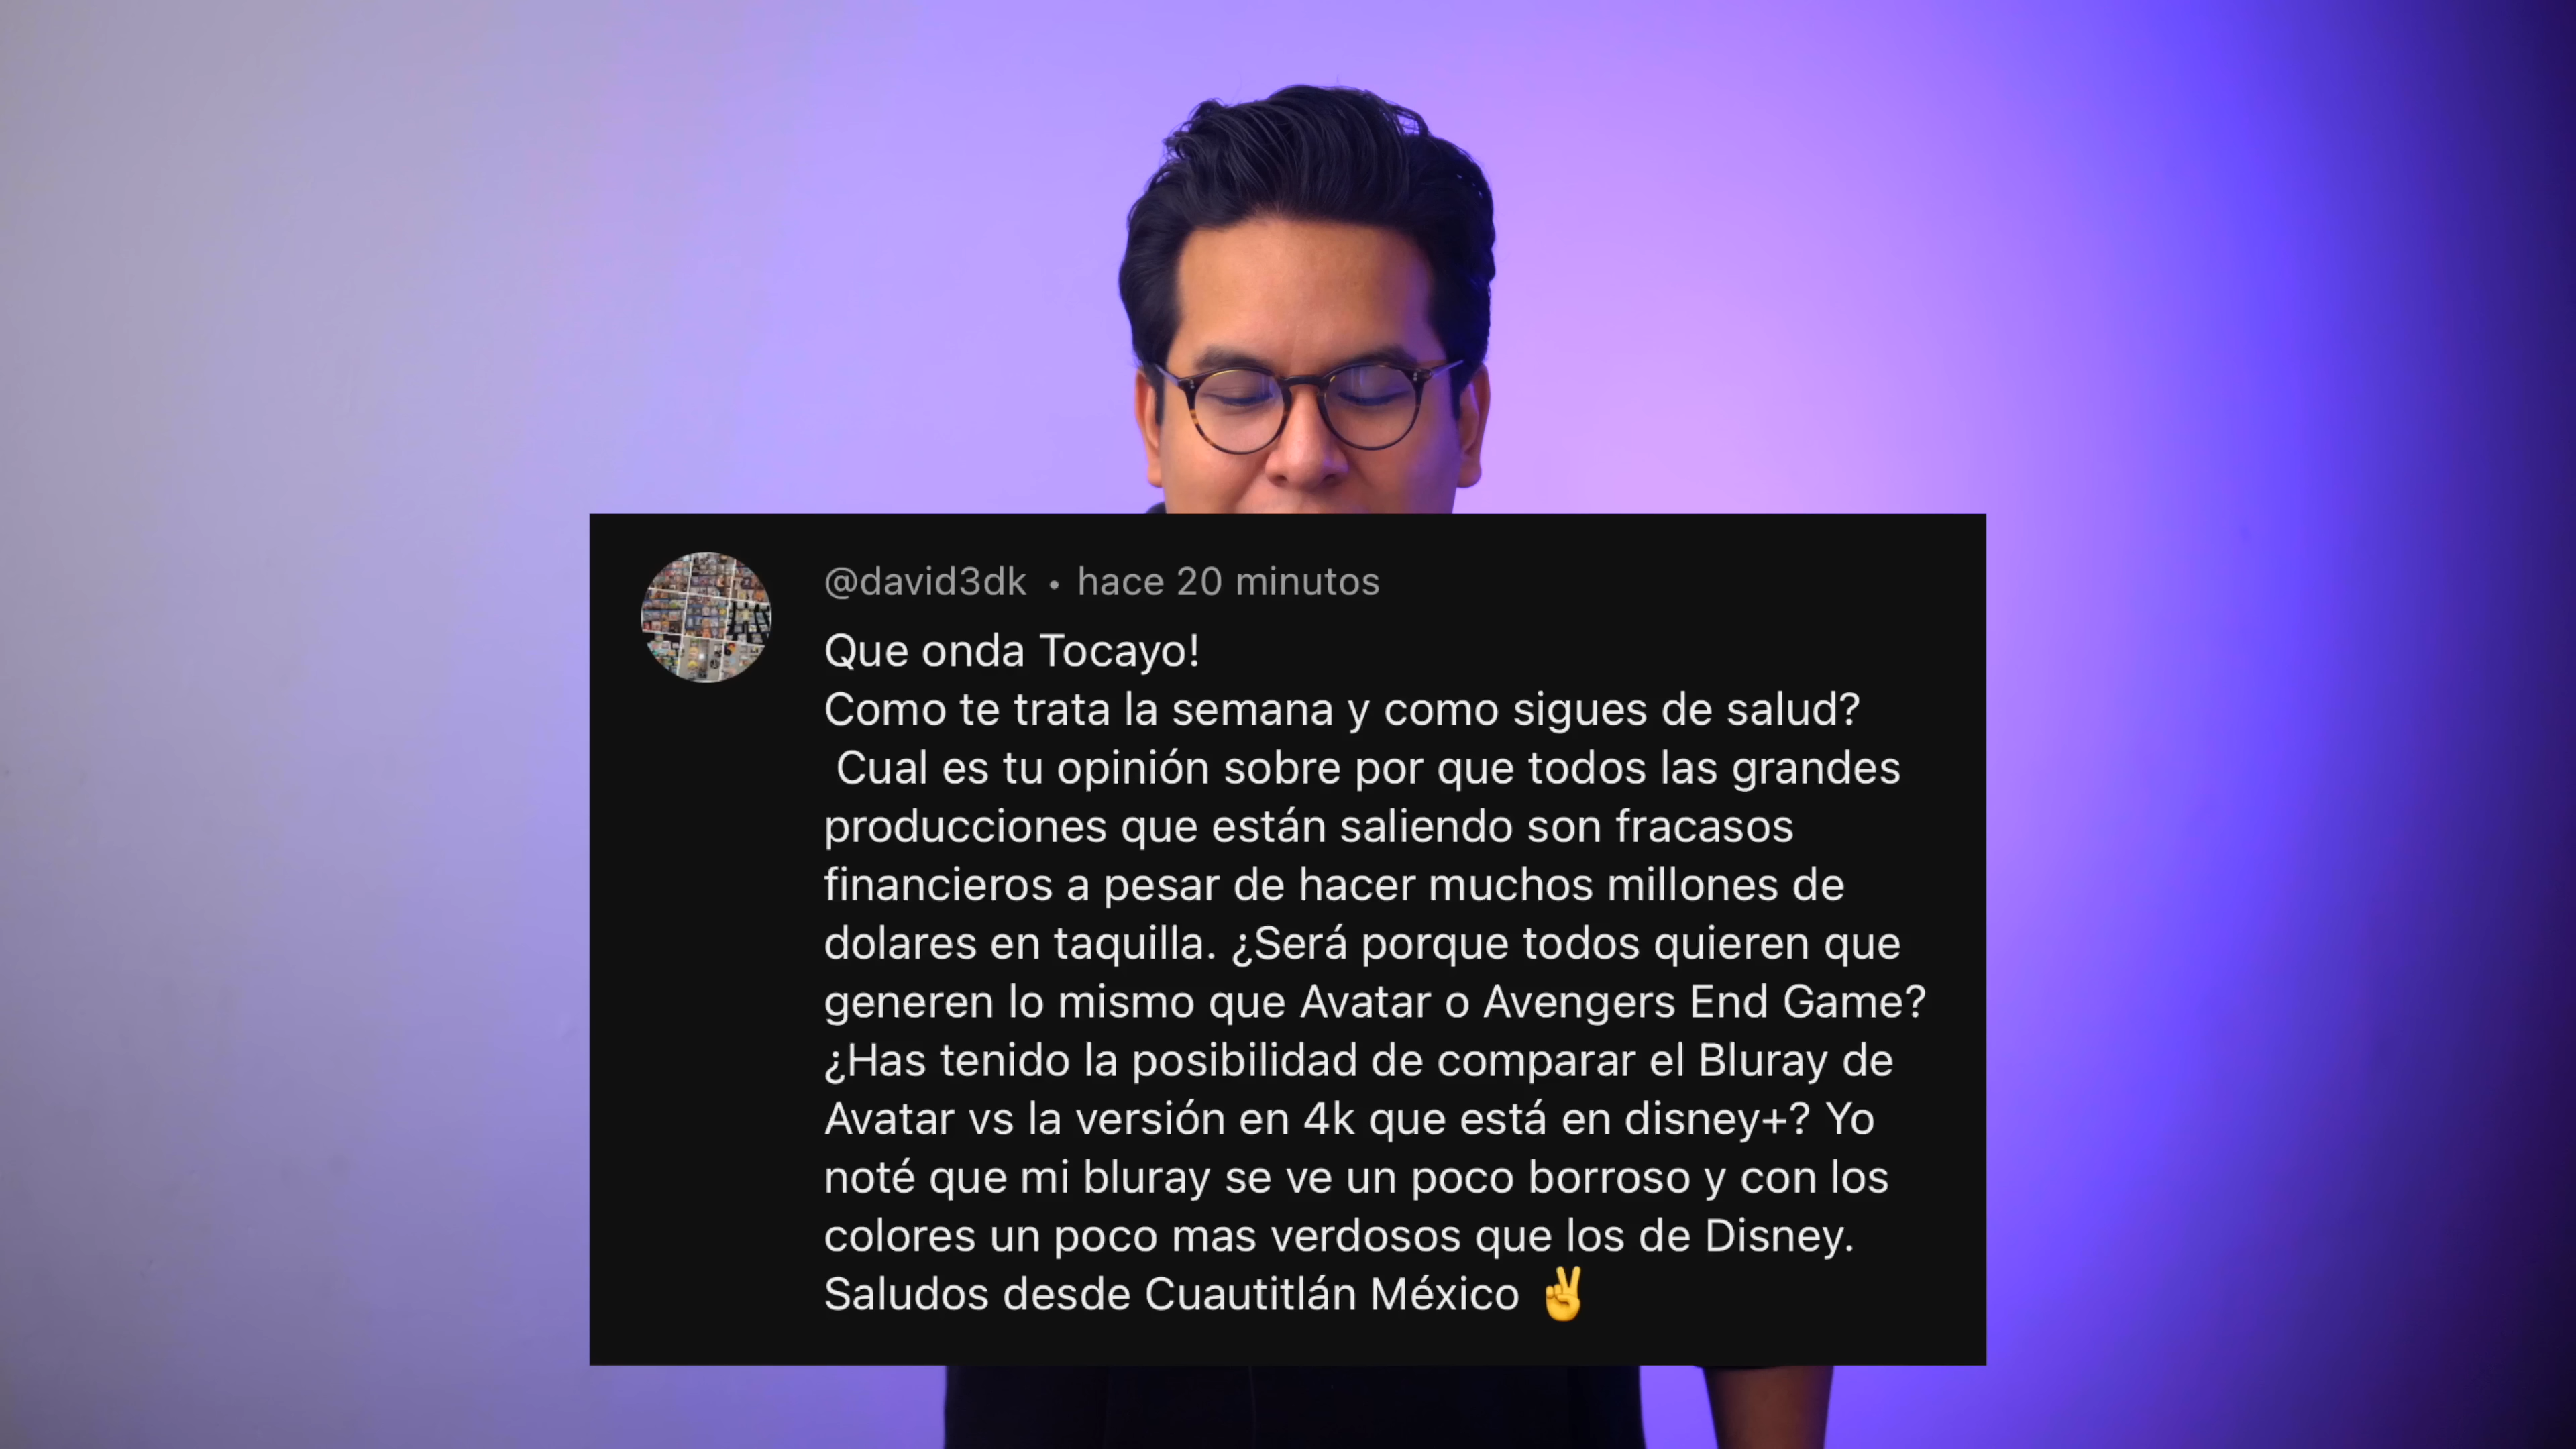 @david3dk • hace 20 minutos
Que onda Tocayo!
Como te trata la semana y como sigues de salud?
Cual es tu opinión sobre por que todos las grandes
producciones que están saliendo son fracasos
financieros a pesar de hacer muchos millones de
dolares en taquilla. ¿Será porque todos quieren que
generen lo mismo que Avatar o Avengers End Game?
¿Has tenido la posibilidad de comparar el Bluray de
Avatar vs la versión en 4k que está en disney+? Yo
noté que mi bluray se ve un poco borroso y con los
colores un poco mas verdosos que los de Disney.
Saludos desde Cuautitlán México ✌️